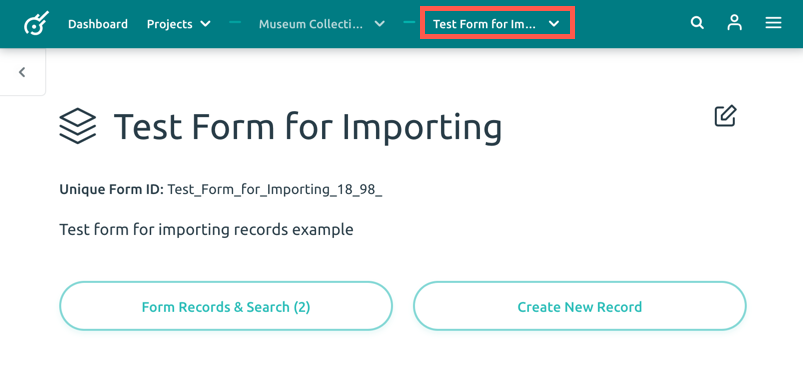 Dashboard Projects Museum Collecti... Test Form for Im...
Test Form for Importing
Unique Form ID: Test_Form_for_Importing_18_98_
Test form for importing records example
Form Records & Search (2) Create New Record